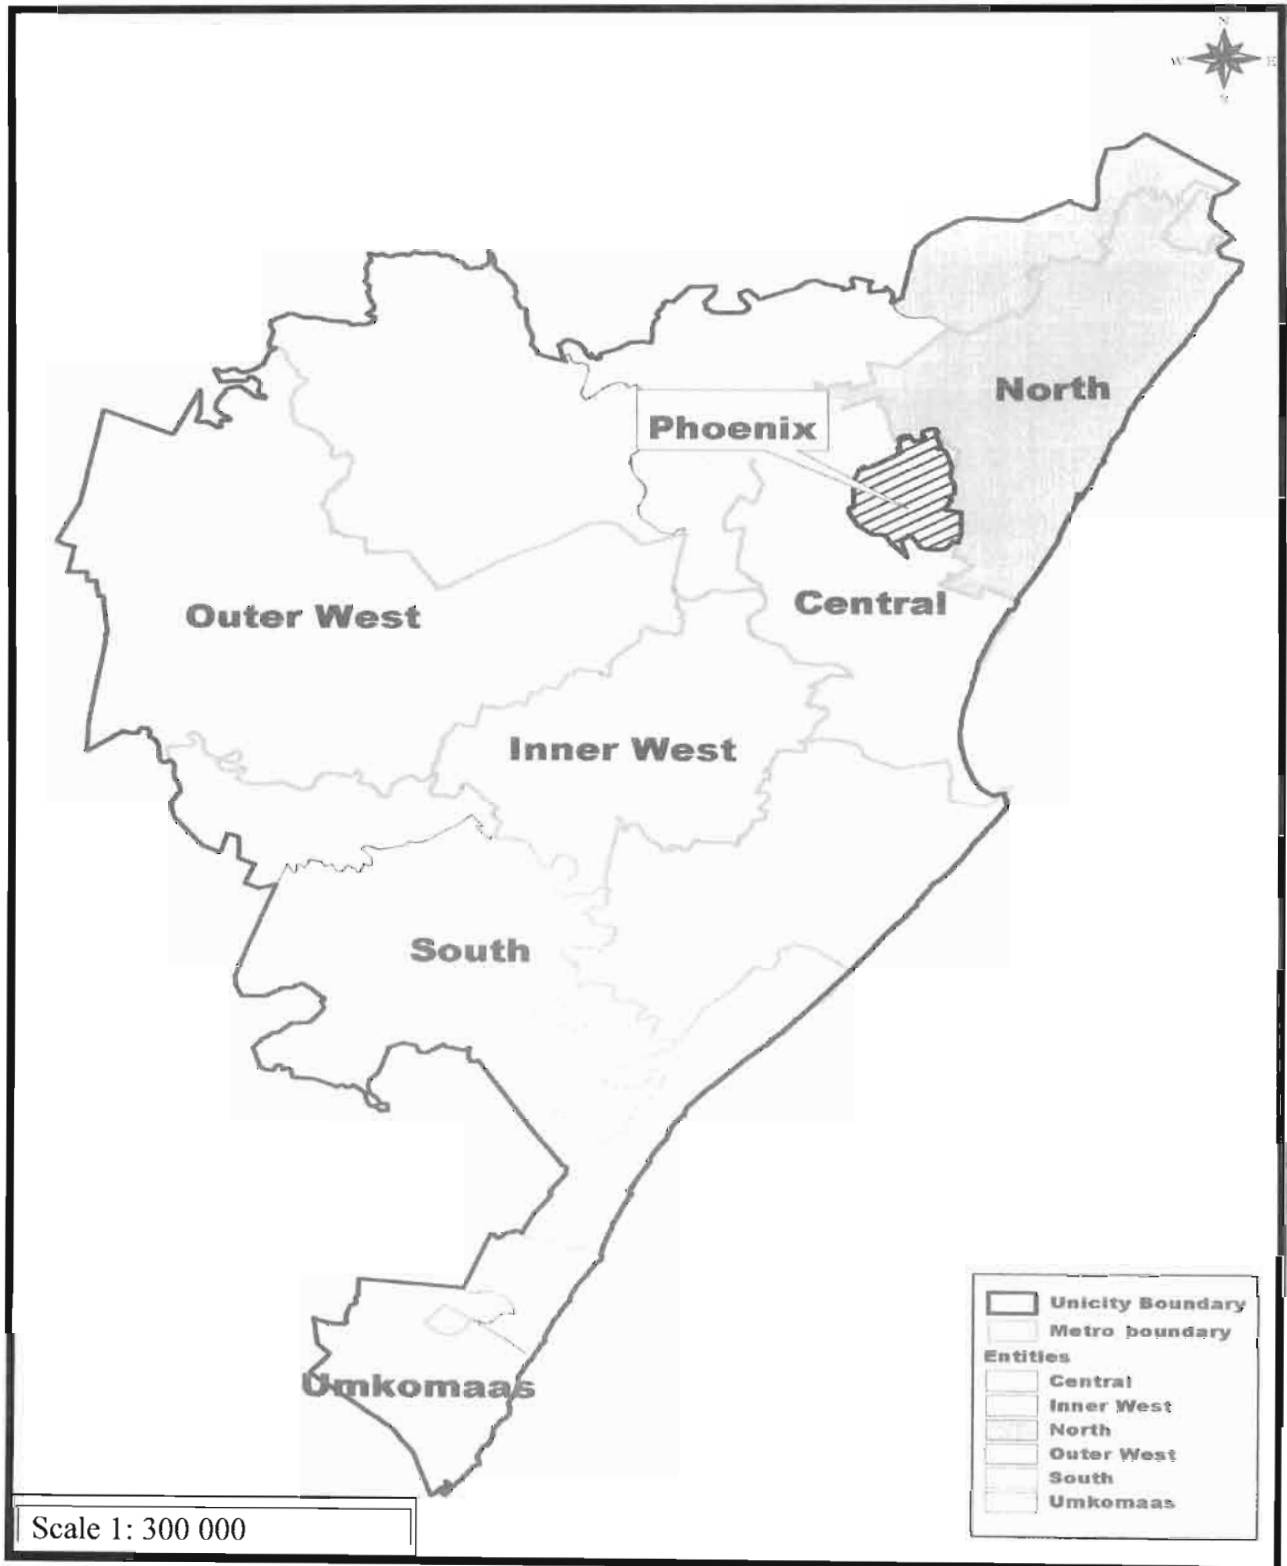 N
W E
S
North
Phoenix
Central
Outer West
Inner West
South
Umkomaas
Unicity Boundary
Metro boundary
Entities
Central
Inner West
North
Outer West
South
Umkomaas
Scale 1: 300 000